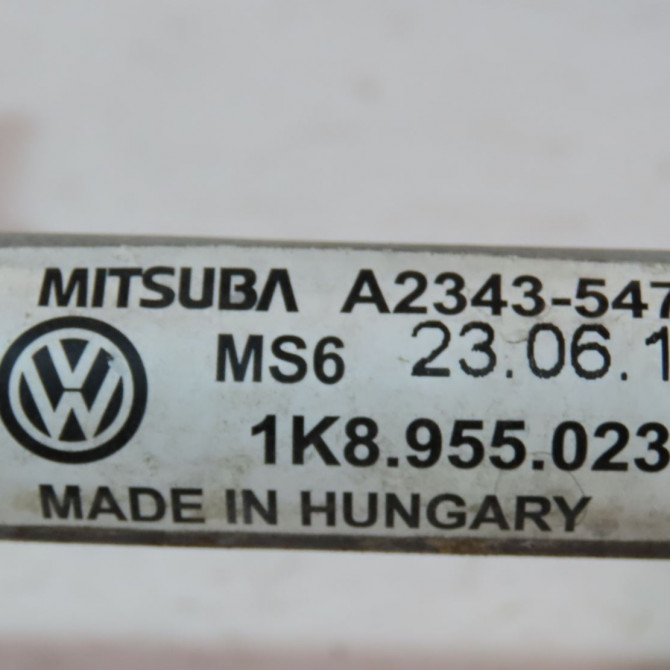 MITSUBA A2343-547
MS6 23.06.1
1K8.955.023
MADE IN HUNGARY